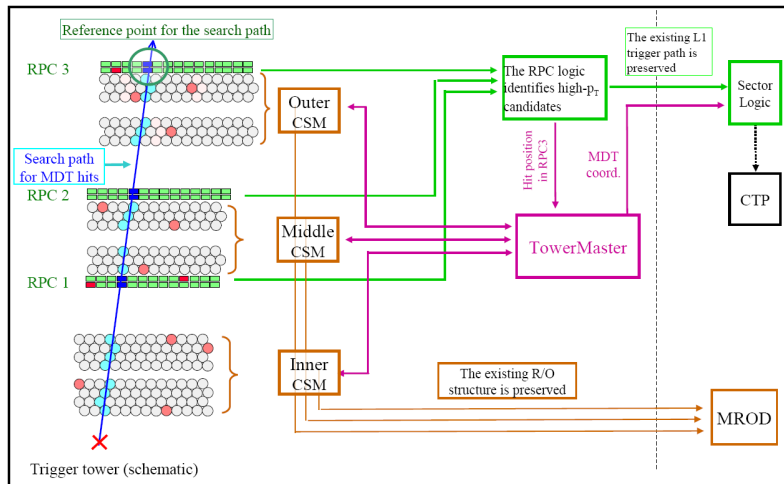 Reference point for the search path
RPC 3
Outer
CSM
The RPC logic
identifies high-pT
candidates
The existing L1
trigger path is
preserved
Sector
Logic
Search path
for MDT hits
Hit position
in RPC3
MDT
coord.
RPC 2
CTP
Middle
CSM
TowerMaster
RPC 1
Inner
CSM
The existing R/O
structure is preserved
MROD
Trigger tower (schematic)